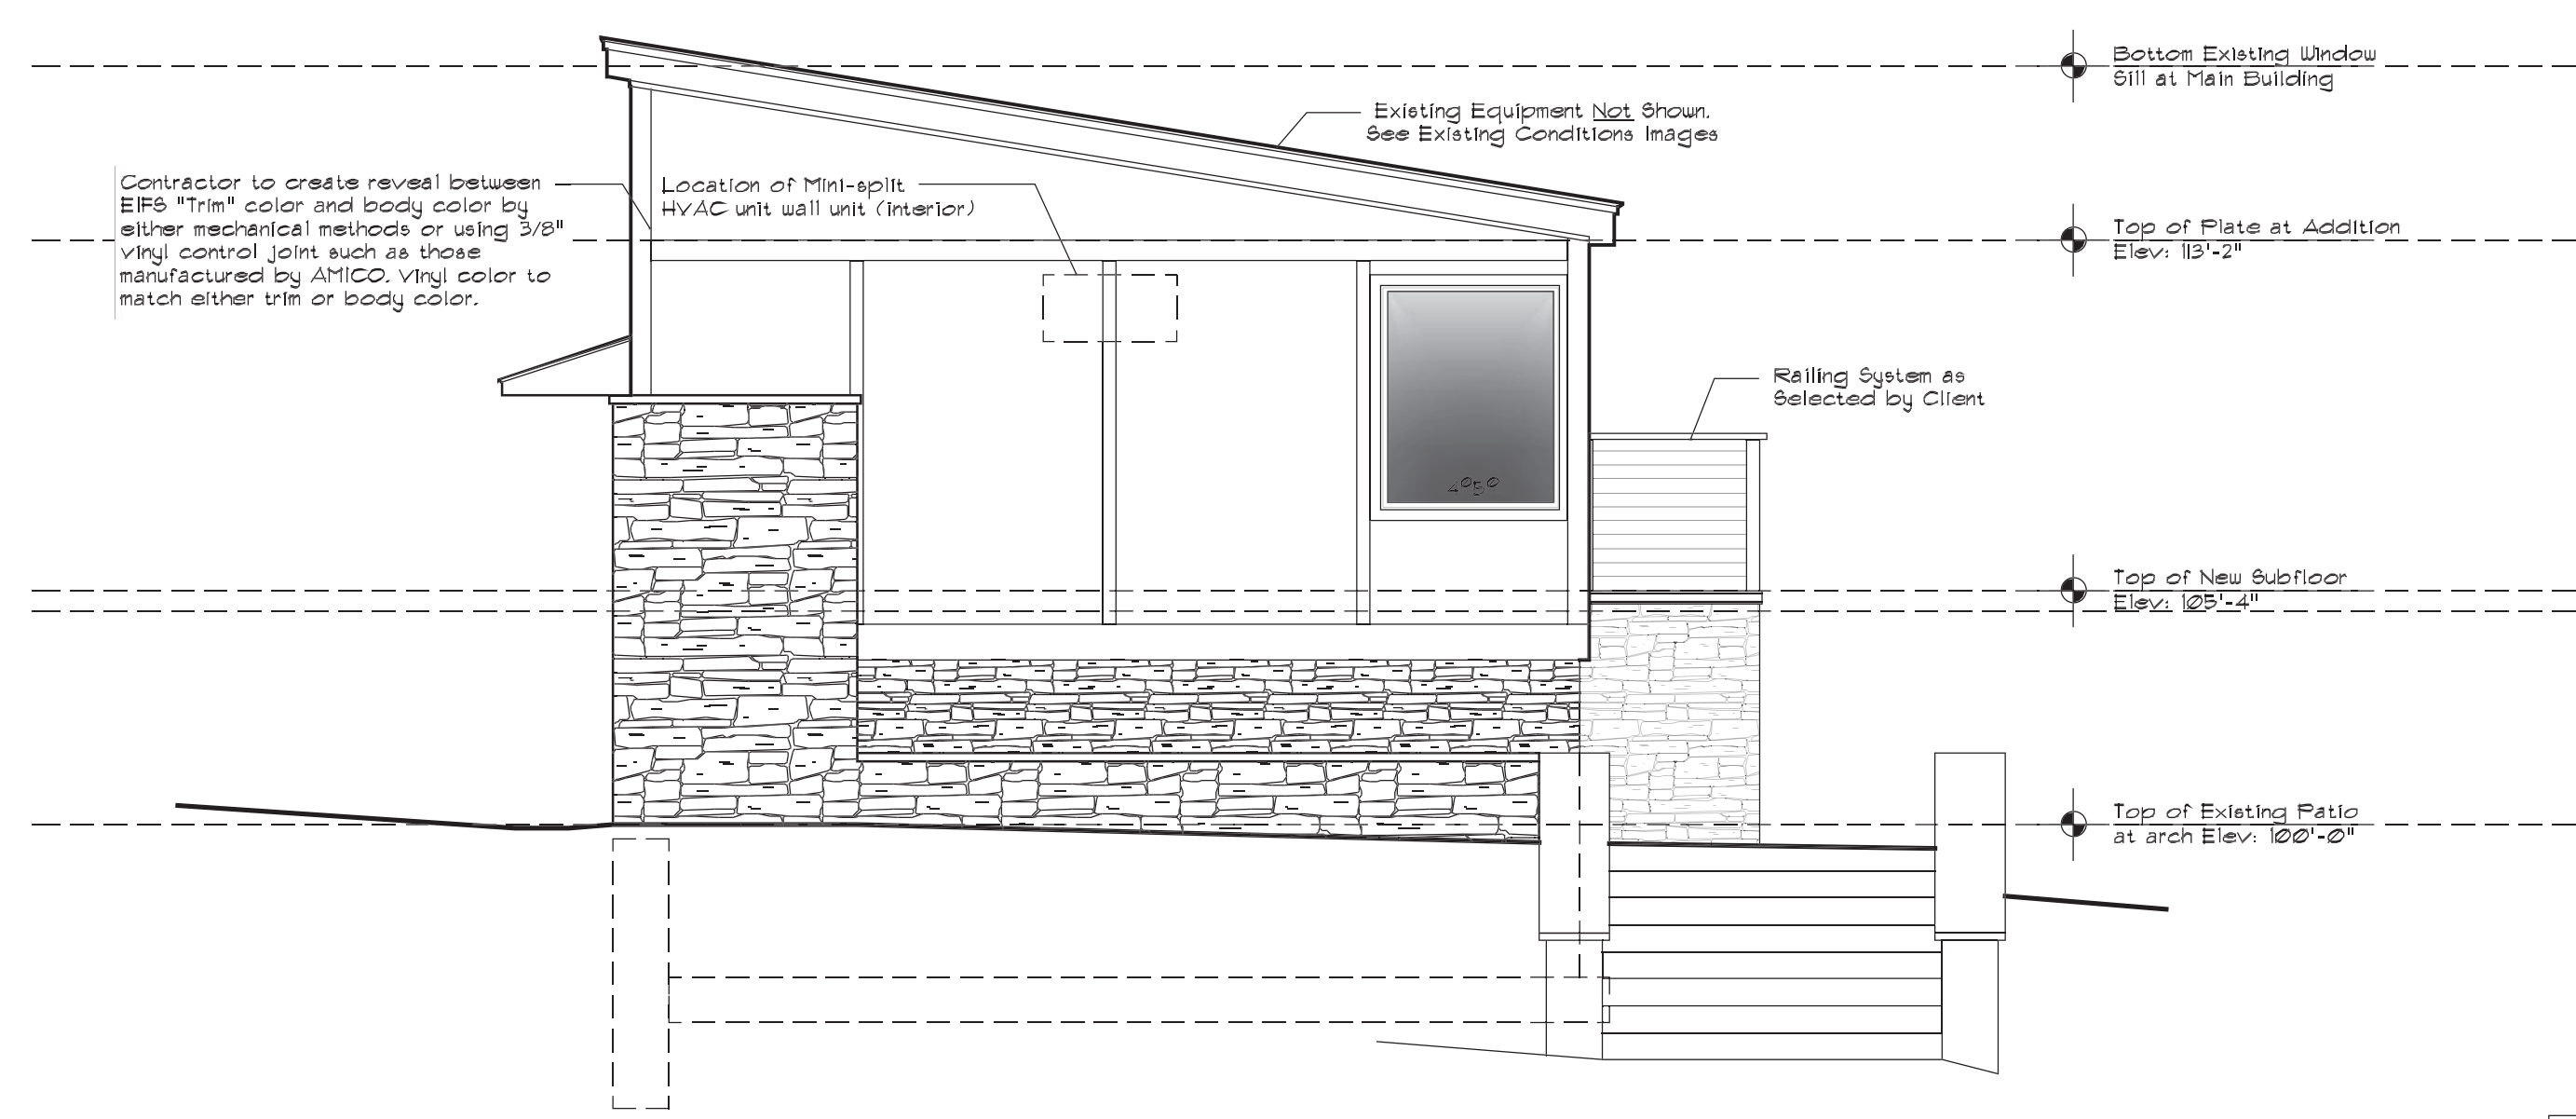 Bottom Existing Window
Sill at Main Building
Existing Equipment Not Shown.
See Existing Conditions Images
Contractor to create reveal between
EIFS "Trim" color and body color by
either mechanical methods or using 3/8"
vinyl control joint such as those
manufactured by AMICO. Vinyl color to
match either trim or body color.
Location of Mini-split
HVAC unit wall unit (interior)
Top of Plate at Addition
Elev: 113'-2"
Railing System as
Selected by Client
4050
Top of New Subfloor
Elev: 105'-4"
Top of Existing Patio
at arch Elev: 100'-0"